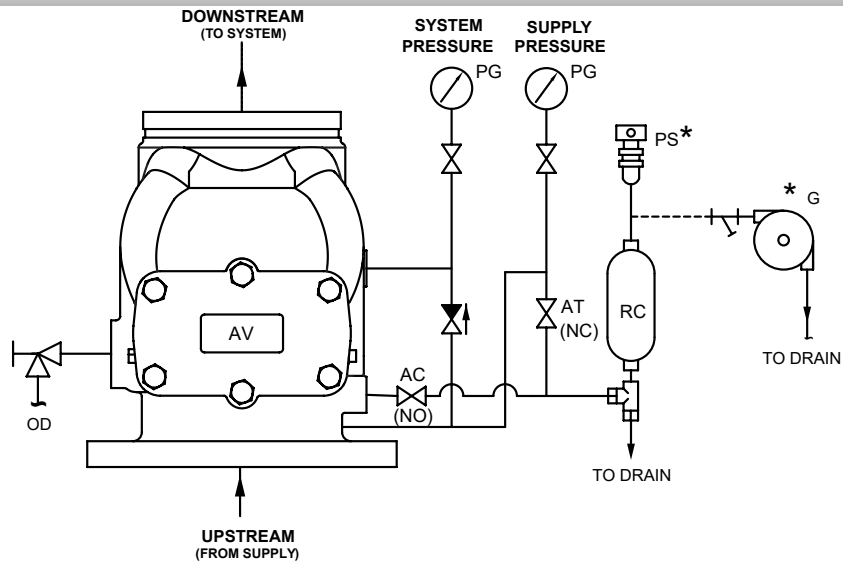 DOWNSTREAM
(TO SYSTEM)
SYSTEM
PRESSURE
SUPPLY
PRESSURE
PG
PG
PS*
* G
AV
AT
(NC)
RC
TO DRAIN
AC
(NO)
OD
TO DRAIN
UPSTREAM
(FROM SUPPLY)